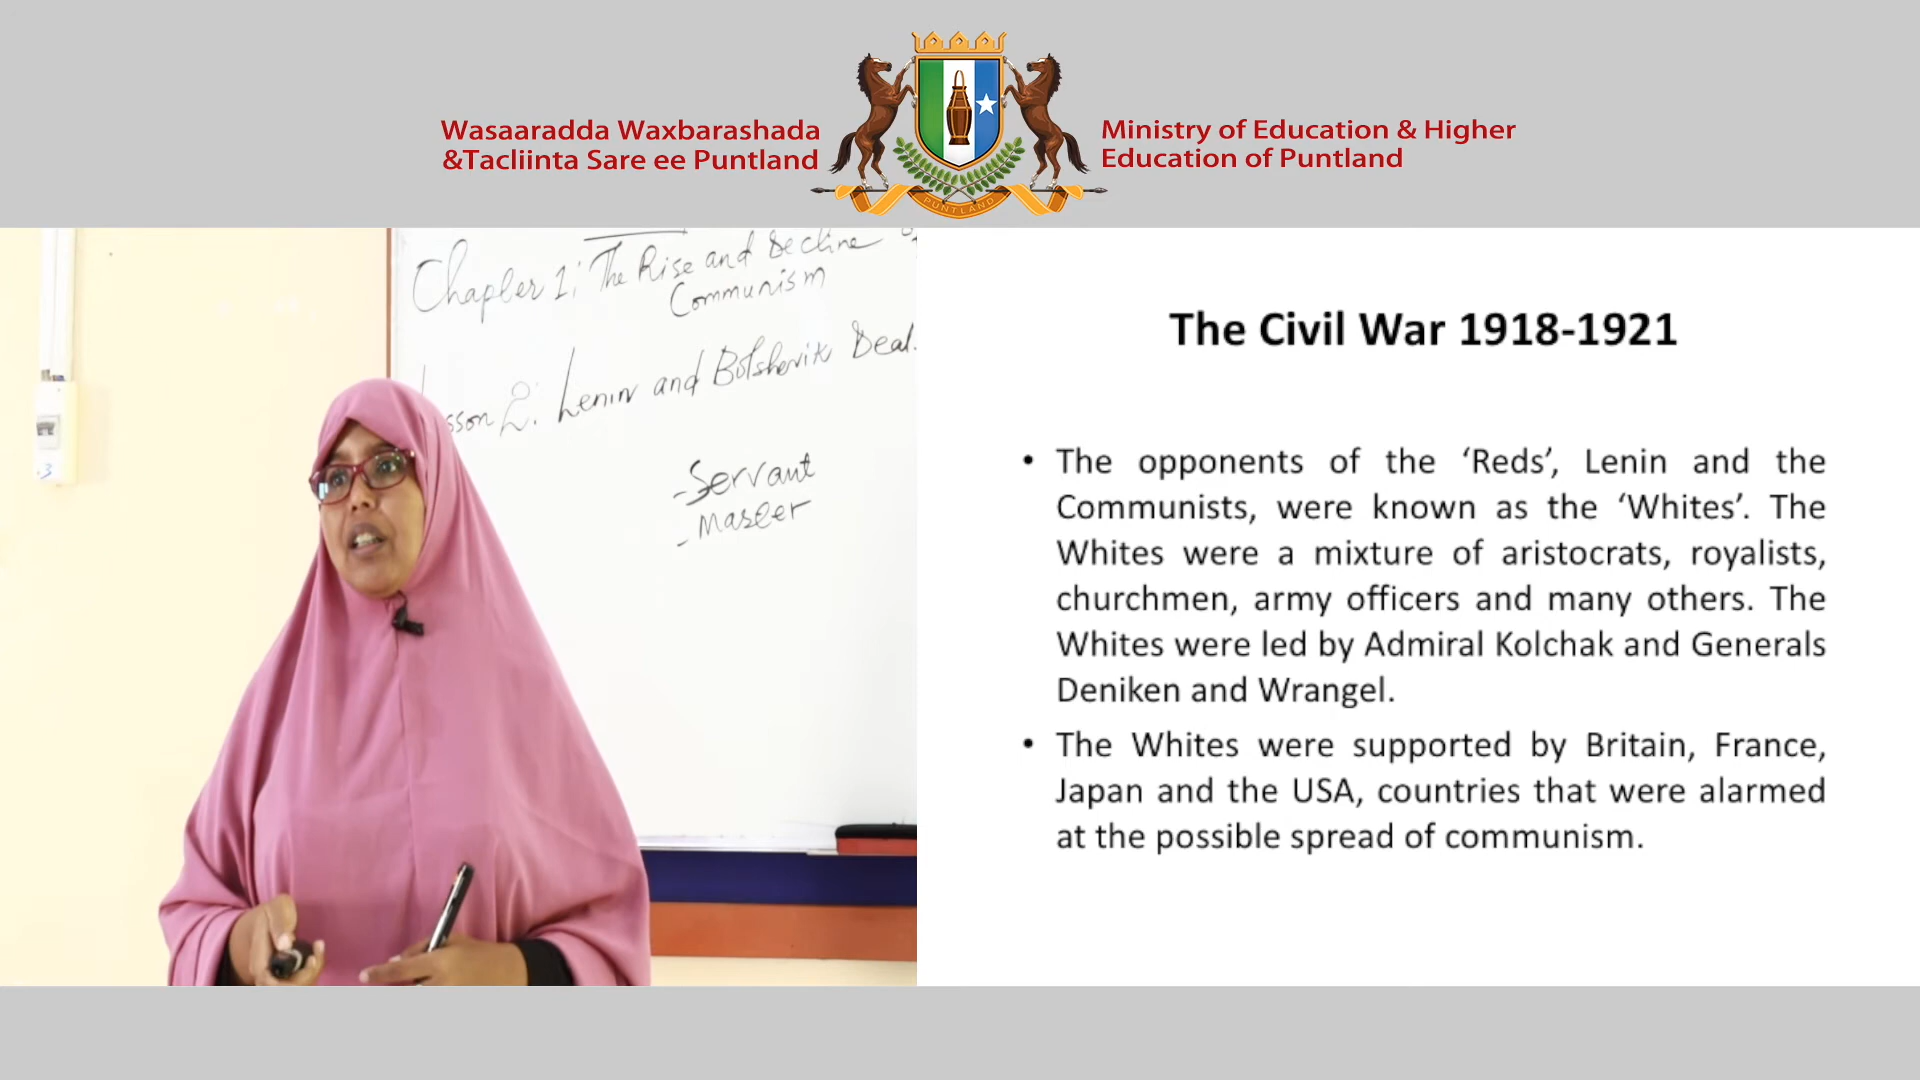 Wasaaradda Waxbarashada
&Tacliinta Sare ee Puntland
Ministry of Education & Higher
Education of Puntland
PUNTLAND
Chapter 1: The Rise and Decline of
Communism
Lesson 2: Lenin and Bolshevik Deal.
- Servant
- Master
.3
The Civil War 1918-1921
• The opponents of the ‘Reds’, Lenin and the
Communists, were known as the ‘Whites’. The
Whites were a mixture of aristocrats, royalists,
churchmen, army officers and many others. The
Whites were led by Admiral Kolchak and Generals
Deniken and Wrangel.
• The Whites were supported by Britain, France,
Japan and the USA, countries that were alarmed
at the possible spread of communism.